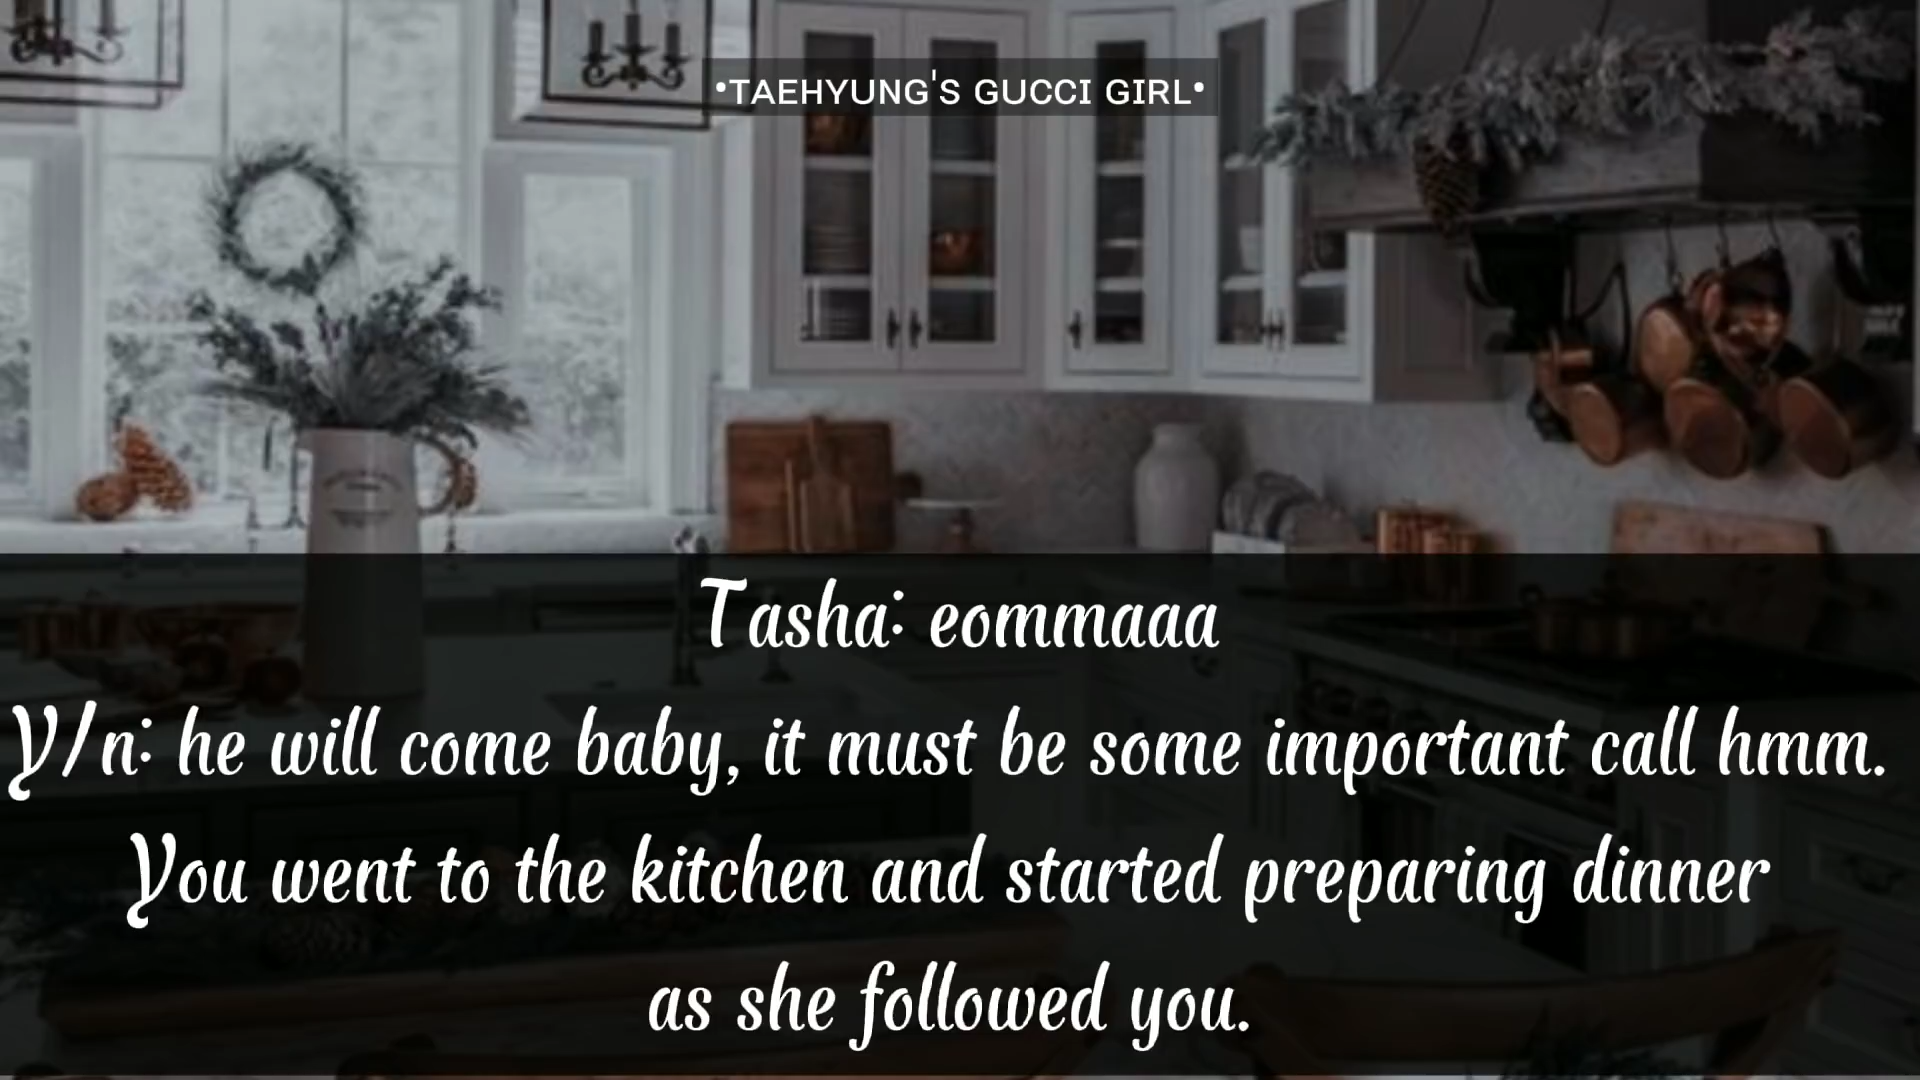 •TAEHYUNG'S GUCCI GIRL•
Tasha: eommaaa
Y/n: he will come baby, it must be some important call hmm.
You went to the kitchen and started preparing dinner
as she followed you.